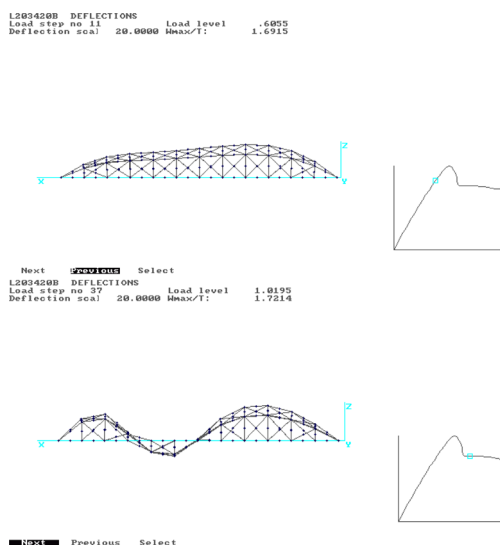 L203420B DEFLECTIONS
Load step no 11 Load level .6055
Deflection scal 20.0000 Wmax/T: 1.6915
Z
X Y
Next Previous Select
L203420B DEFLECTIONS
Load step no 37 Load level 1.0195
Deflection scal 20.0000 Wmax/T: 1.7214
Z
X Y
Next Previous Select